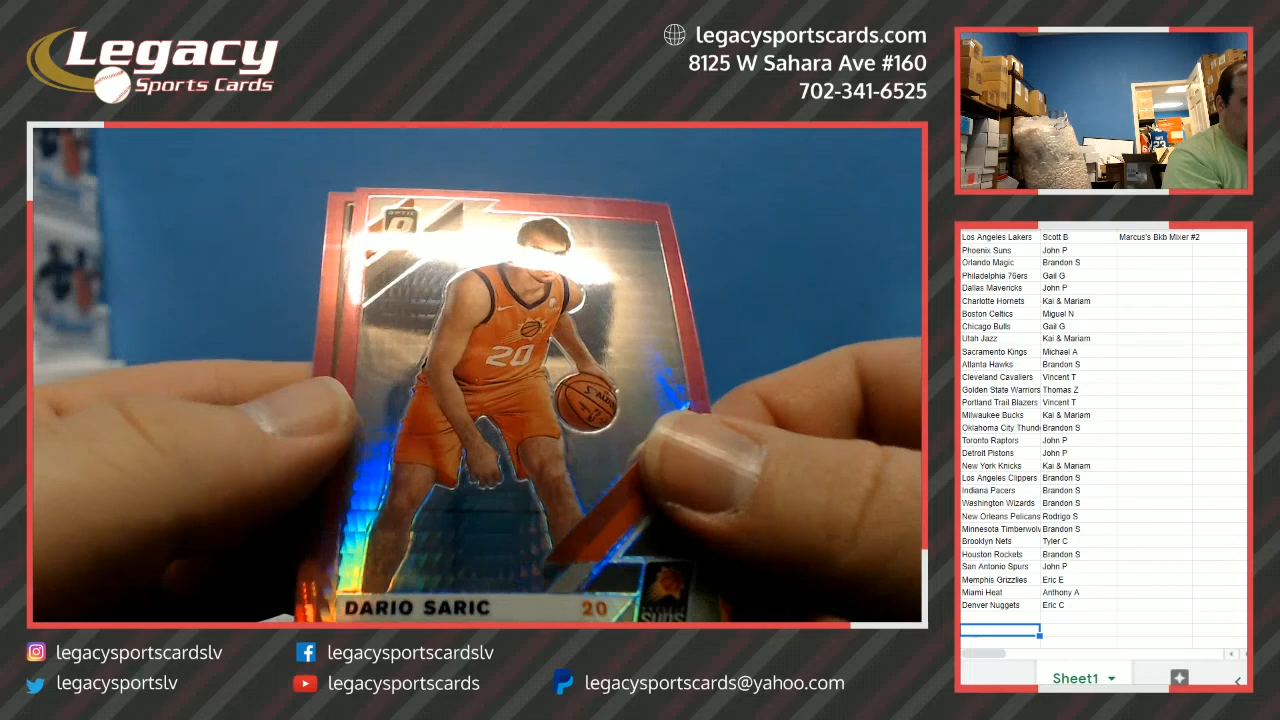 Legacy
Sports Cards
legacysportscards.com
8125 W Sahara Ave #160
702-341-6525
OPTIC
20
SPALDING
DARIO SARIC 20
SUNS
23
Los Angeles Lakers Scott B Marcus's Bkb Mixer #2
Phoenix Suns John P
Orlando Magic Brandon S
Philadelphia 76ers Gail G
Dallas Mavericks John P
Charlotte Hornets Kai & Mariam
Boston Celtics Miguel N
Chicago Bulls Gail G
Utah Jazz Kai & Mariam
Sacramento Kings Michael A
Atlanta Hawks Brandon S
Cleveland Cavaliers Vincent T
Golden State Warriors Thomas Z
Portland Trail Blazers Vincent T
Milwaukee Bucks Kai & Mariam
Oklahoma City Thund Brandon S
Toronto Raptors John P
Detroit Pistons John P
New York Knicks Kai & Mariam
Los Angeles Clippers Brandon S
Indiana Pacers Brandon S
Washington Wizards Brandon S
New Orleans Pelicans Rodrigo S
Minnesota Timberwolv Brandon S
Brooklyn Nets Tyler C
Houston Rockets Brandon S
San Antonio Spurs John P
Memphis Grizzlies Eric E
Miami Heat Anthony A
Denver Nuggets Eric C
Sheet1
legacysportscardslv
legacysportscardslv
legacysportslv
legacysportscards
legacysportscards@yahoo.com